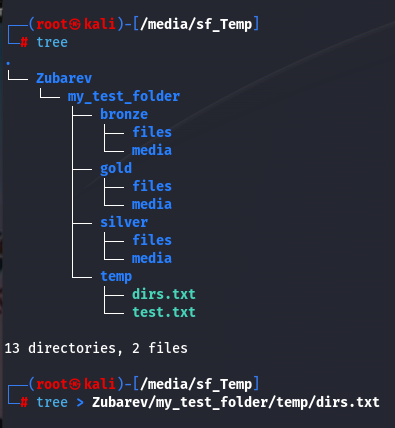 ┌──(root㉿kali)-[/media/sf_Temp]
└─# tree
.
└── Zubarev
    └── my_test_folder
        ├── bronze
        │   ├── files
        │   └── media
        ├── gold
        │   ├── files
        │   └── media
        ├── silver
        │   ├── files
        │   └── media
        └── temp
            ├── dirs.txt
            └── test.txt
13 directories, 2 files
┌──(root㉿kali)-[/media/sf_Temp]
└─# tree > Zubarev/my_test_folder/temp/dirs.txt